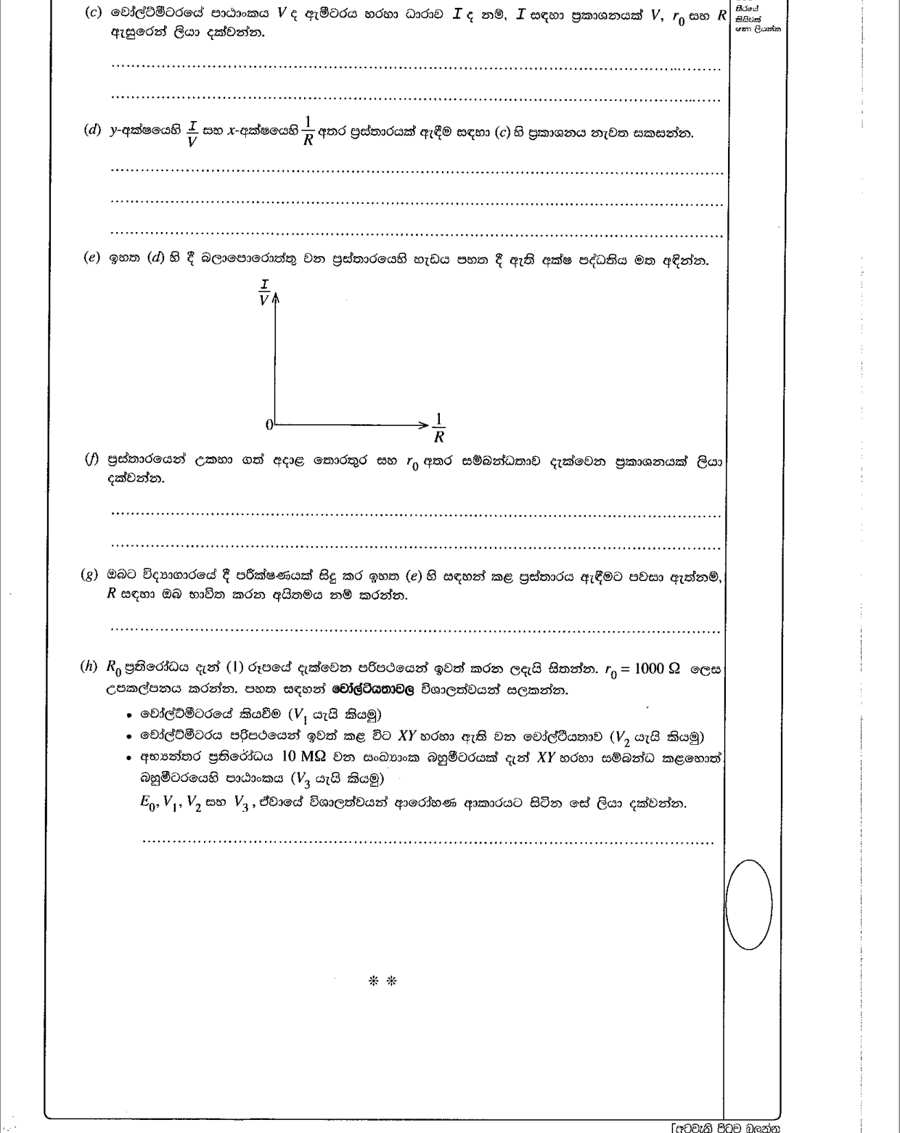 (c) වෝල්ට්මීටරයේ පාඨාංකය V ද ඇමීටරය හරහා ධාරාව I ද නම්, I සඳහා ප්‍රකාශනයක් V, r₀ සහ R
ඇසුරෙන් ලියා දක්වන්න.
තීරයේ
කිසිවක්
නො ලියන්න
(d) y-අක්ෂයෙහි I/V සහ x-අක්ෂයෙහි 1/R අතර ප්‍රස්තාරයක් ඇඳීම සඳහා (c) හි ප්‍රකාශනය නැවත සකසන්න.
(e) ඉහත (d) හි දී බලාපොරොත්තු වන ප්‍රස්තාරයෙහි හැඩය පහත දී ඇති අක්ෂ පද්ධතිය මත අඳින්න.
I/V
0
1/R
(f) ප්‍රස්තාරයෙන් උකහා ගත් අදාළ තොරතුර සහ r₀ අතර සම්බන්ධතාව දැක්වෙන ප්‍රකාශනයක් ලියා
දක්වන්න.
(g) ඔබට විද්‍යාගාරයේ දී පරීක්ෂණයක් සිදු කර ඉහත (e) හි සඳහන් කළ ප්‍රස්තාරය ඇඳීමට පවසා ඇත්නම්,
R සඳහා ඔබ භාවිත කරන අයිතමය නම් කරන්න.
(h) R₀ ප්‍රතිරෝධය දැන් (1) රූපයේ දැක්වෙන පරිපථයෙන් ඉවත් කරන ලදැයි සිතන්න. r₀ = 1000 Ω ලෙස
උපකල්පනය කරන්න. පහත සඳහන් වෝල්ටීයතාවල විශාලත්වයන් සලකන්න.
• වෝල්ට්මීටරයේ කියවීම (V₁ යැයි කියමු)
• වෝල්ට්මීටරය පරිපථයෙන් ඉවත් කළ විට XY හරහා ඇති වන වෝල්ටීයතාව (V₂ යැයි කියමු)
• අභ්‍යන්තර ප්‍රතිරෝධය 10 MΩ වන සංඛ්‍යාංක බහුමීටරයක් දැන් XY හරහා සම්බන්ධ කළහොත්
බහුමීටරයෙහි පාඨාංකය (V₃ යැයි කියමු)
E₀, V₁, V₂ සහ V₃, ඒවායේ විශාලත්වයන් ආරෝහණ ආකාරයට සිටින සේ ලියා දක්වන්න.
※ ※
[අටවැනි පිටුව බලන්න